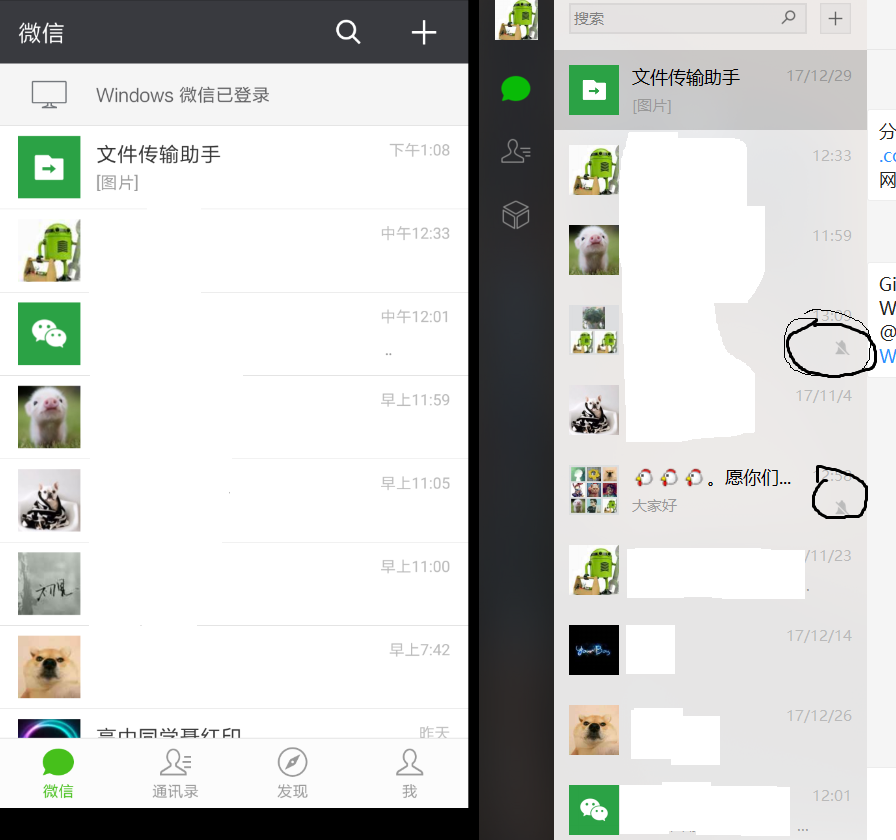 微信
Windows 微信已登录
文件传输助手
下午1:08
[图片]
中午12:33
中午12:01
..
早上11:59
早上11:05
早上11:00
早上7:42
昨天
微信
通讯录
发现
我
搜索
文件传输助手
17/12/29
[图片]
12:33
11:59
13:09
17/11/4
。愿你们...
大家好
/11/23
.
Your Boy
17/12/14
17/12/26
12:01
...
分
.co
网
Gi
W
@
W